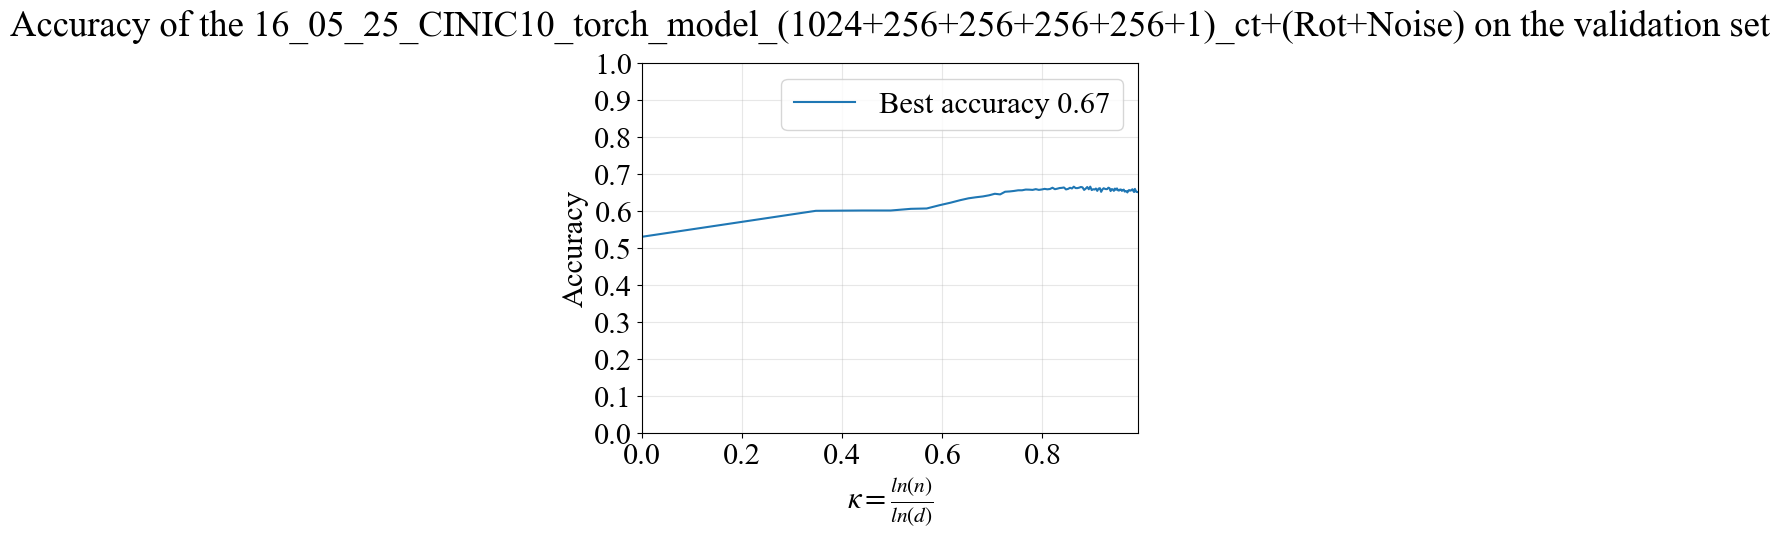 Accuracy of the 16_05_25_CINIC10_torch_model_(1024+256+256+256+256+1)_ct+(Rot+Noise) on the validation set
1.0
0.9
0.8
0.7
0.6
0.5
0.4
0.3
0.2
0.1
0.0
Accuracy
Best accuracy 0.67
0.0 0.2 0.4 0.6 0.8
κ = ln(n) / ln(d)